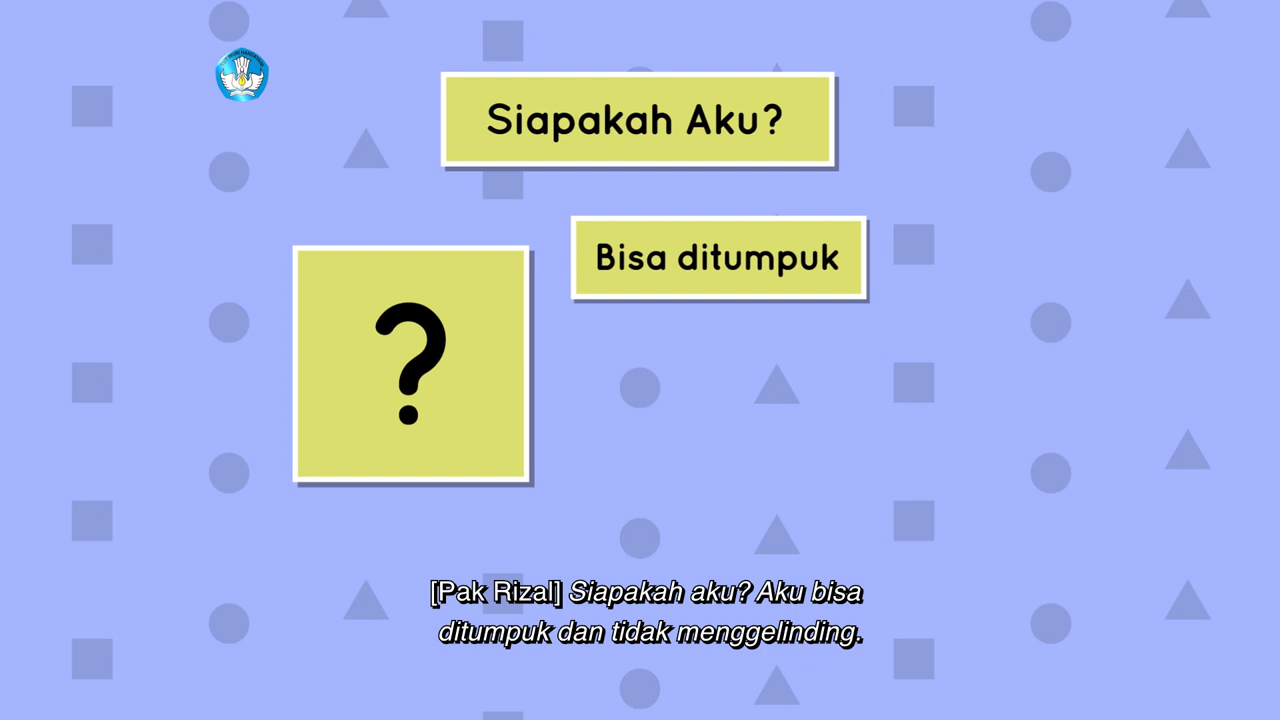 Siapakah Aku?
Bisa ditumpuk
?
[Pak Rizal] Siapakah aku? Aku bisa
ditumpuk dan tidak menggelinding.